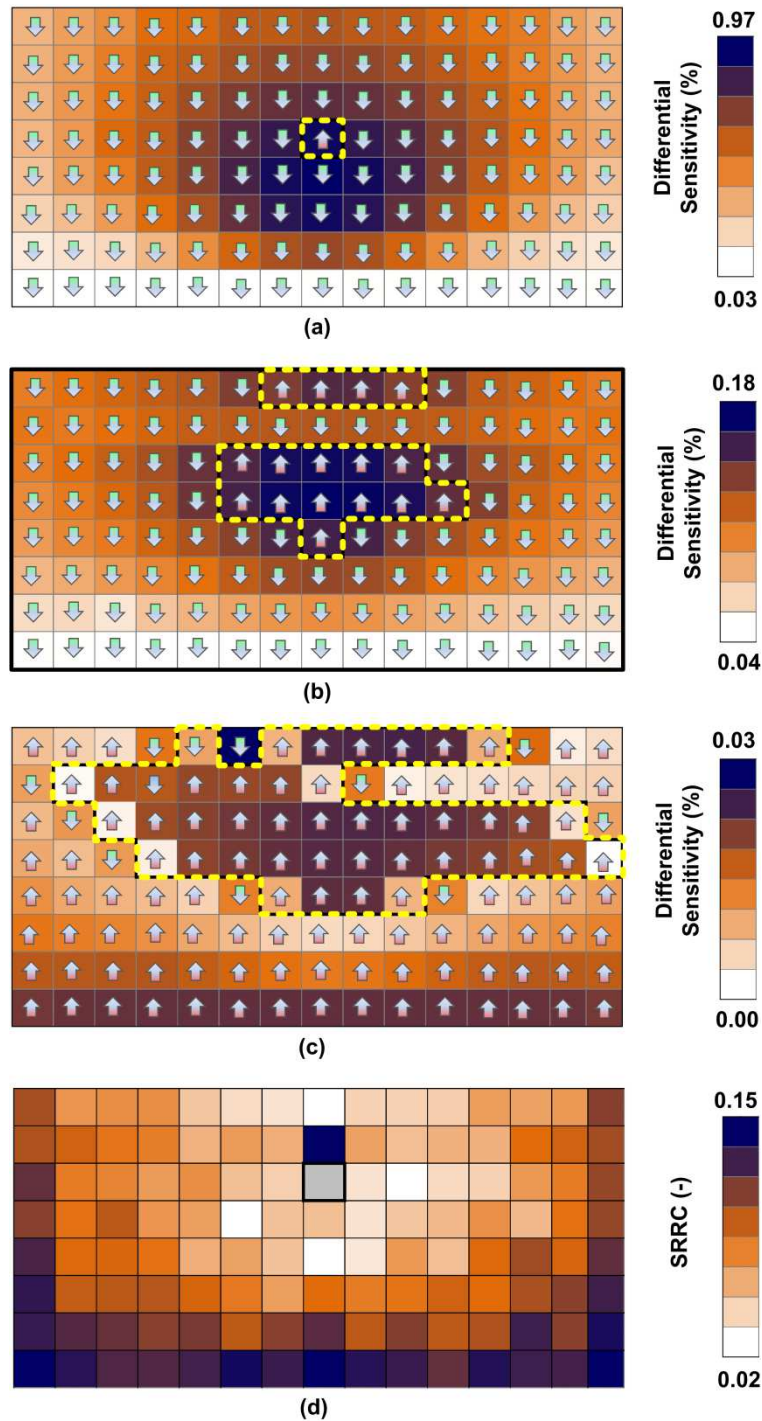 0.97
Differential
Sensitivity (%)
0.03
(a)
0.18
Differential
Sensitivity (%)
0.04
(b)
0.03
Differential
Sensitivity (%)
0.00
(c)
0.15
SRRC (-)
0.02
(d)